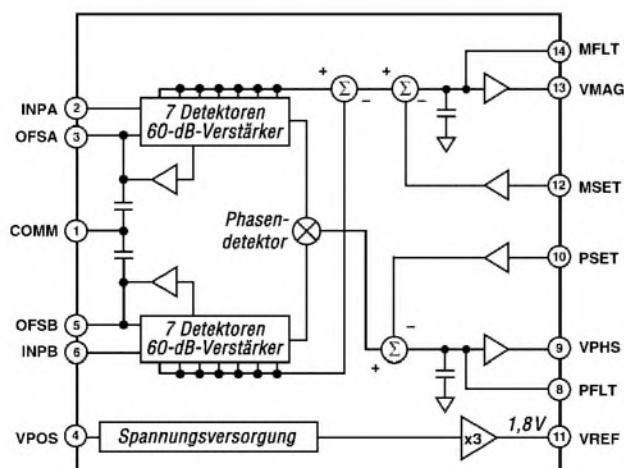 14 MFLT
INPA 2
7 Detektoren
60-dB-Verstärker
+
Σ
−
+
Σ
−
13 VMAG
OFSA 3
12 MSET
COMM 1
Phasen-
detektor
10 PSET
OFSB 5
7 Detektoren
60-dB-Verstärker
−
+
Σ
9 VPHS
INPB 6
8 PFLT
VPOS 4
Spannungsversorgung
x3
1,8V
11 VREF